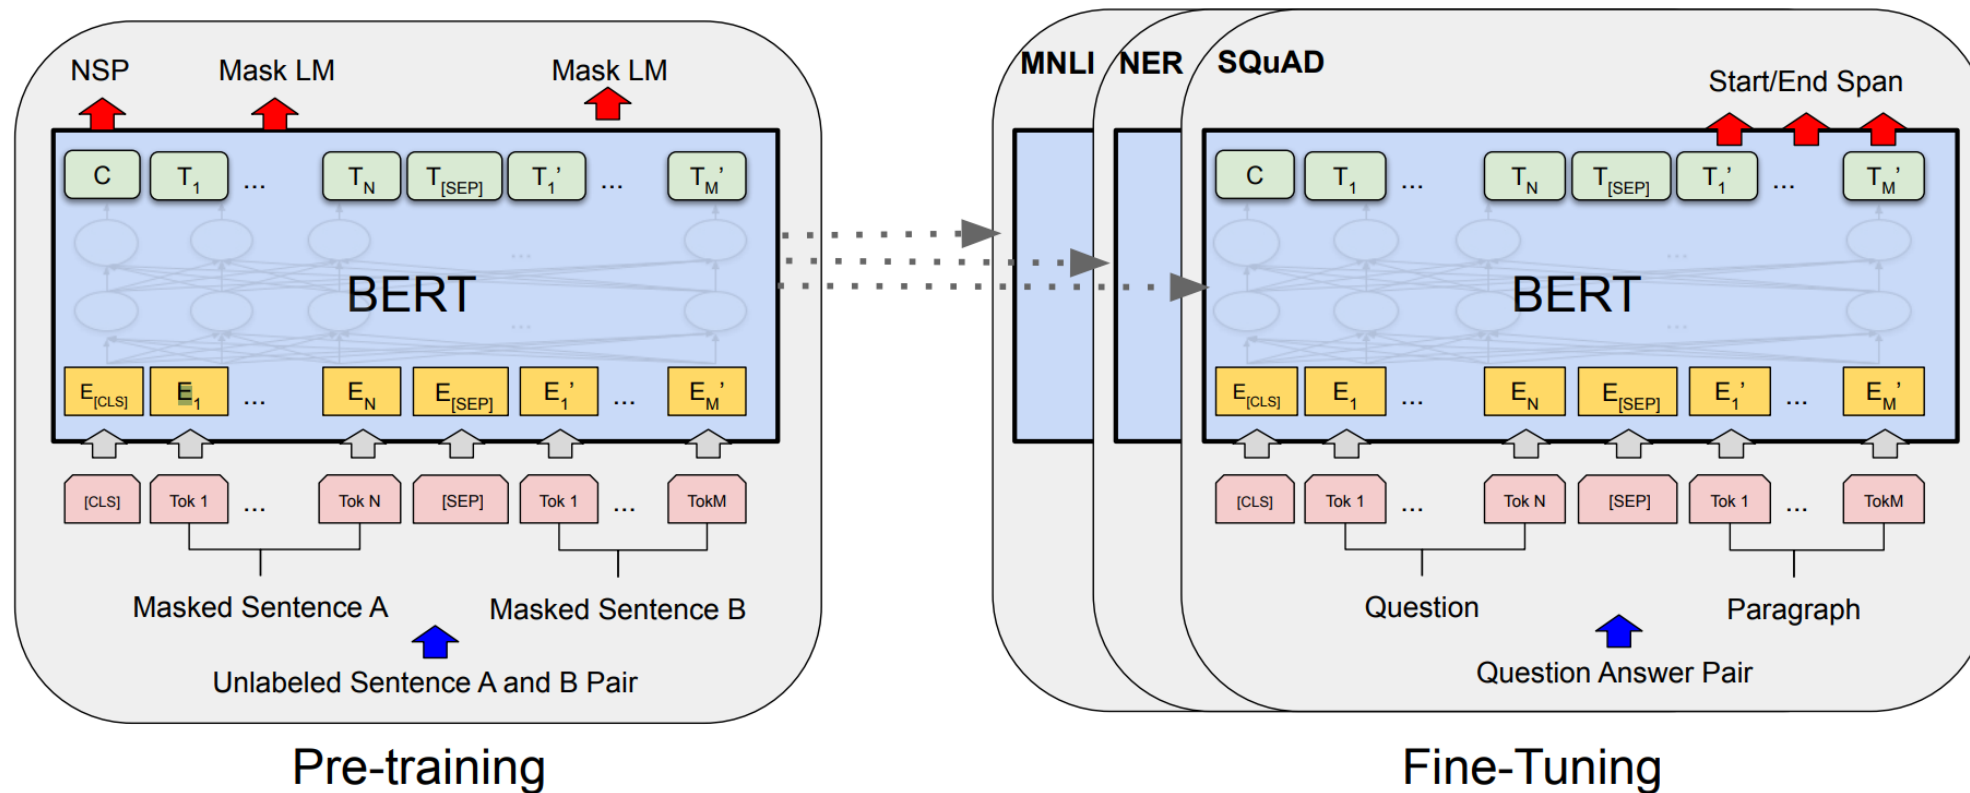 NSP Mask LM Mask LM
C T1 ... TN T[SEP] T1’ ... TM’
...
BERT
...
E[CLS] E1 ... EN E[SEP] E1’ ... EM’
[CLS] Tok 1 ... Tok N [SEP] Tok 1 ... TokM
Masked Sentence A Masked Sentence B
Unlabeled Sentence A and B Pair
Pre-training
MNLI NER SQuAD
Start/End Span
C T1 ... TN T[SEP] T1’ ... TM’
...
BERT
...
E[CLS] E1 ... EN E[SEP] E1’ ... EM’
[CLS] Tok 1 ... Tok N [SEP] Tok 1 ... TokM
Question Paragraph
Question Answer Pair
Fine-Tuning